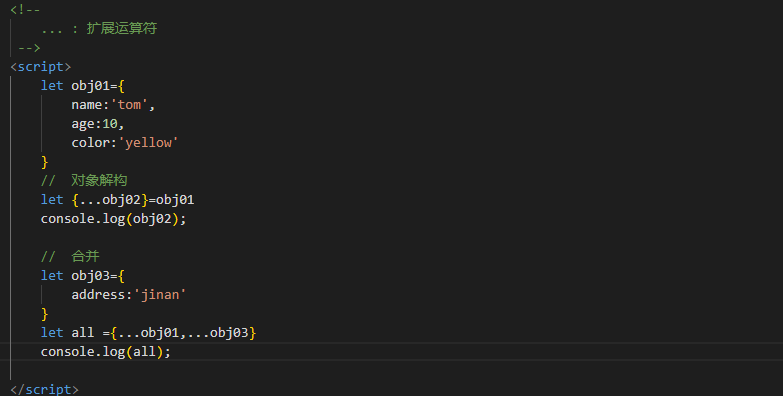 <!--
    ... : 扩展运算符
 -->
<script>
    let obj01={
        name:'tom',
        age:10,
        color:'yellow'
    }
    //  对象解构
    let {...obj02}=obj01
    console.log(obj02);
    //  合并
    let obj03={
        address:'jinan'
    }
    let all ={...obj01,...obj03}
    console.log(all);
</script>